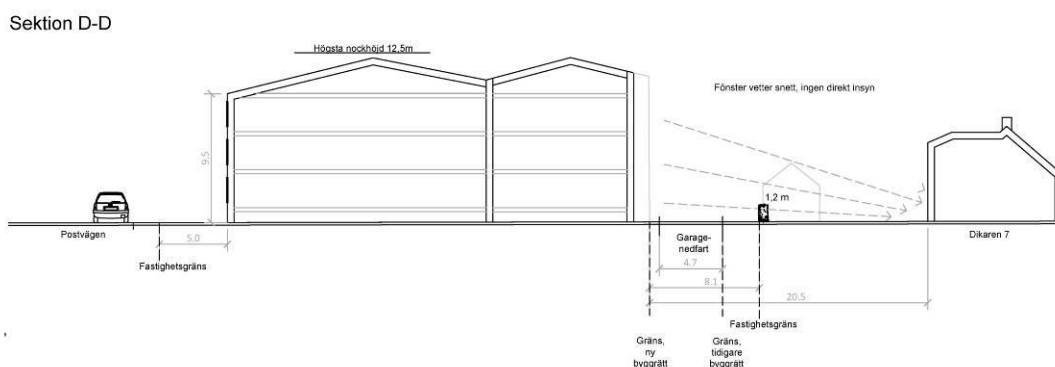 Sektion D-D
Högsta nockhöjd 12,5m
Fönster vetter snett, ingen direkt insyn
9.5
1,2 m
Postvägen
5.0
Fastighetsgräns
Garage-
nedfart
4.7
8.1
20.5
Dikaren 7
Fastighetsgräns
Gräns,
ny
byggrätt
Gräns,
tidigare
byggrätt